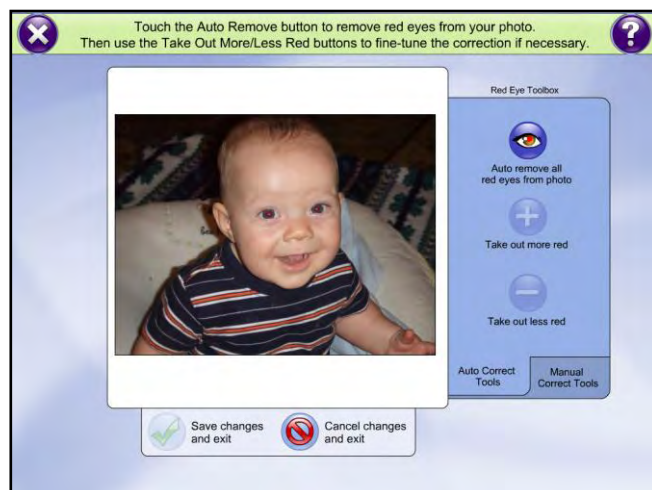 Touch the Auto Remove button to remove red eyes from your photo.
Then use the Take Out More/Less Red buttons to fine-tune the correction if necessary.
?
Red Eye Toolbox
Auto remove all
red eyes from photo
Take out more red
Take out less red
Auto Correct
Tools
Manual
Correct Tools
Save changes
and exit
Cancel changes
and exit